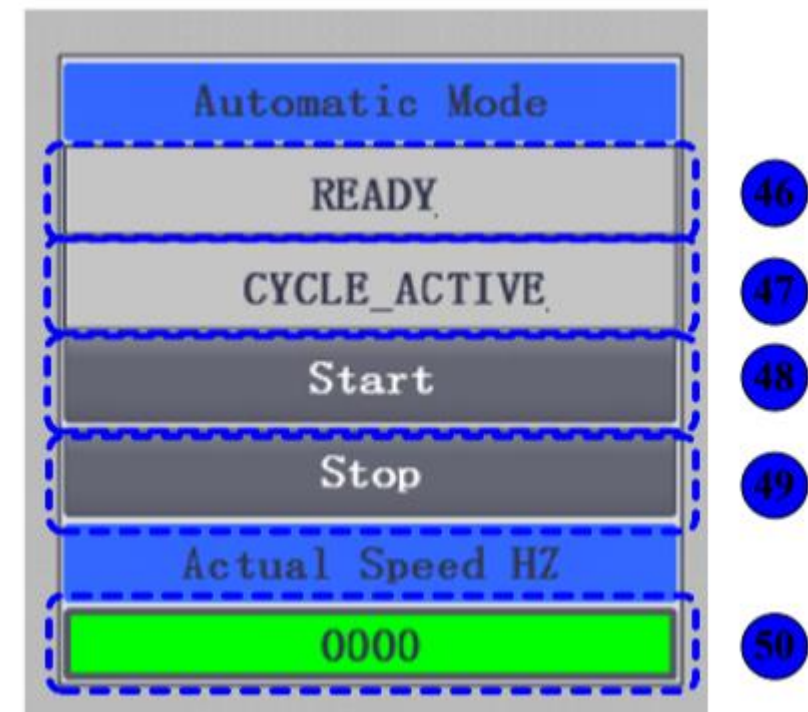 Automatic Mode
READY
46
CYCLE_ACTIVE
47
Start
48
Stop
49
Actual Speed HZ
0000
50